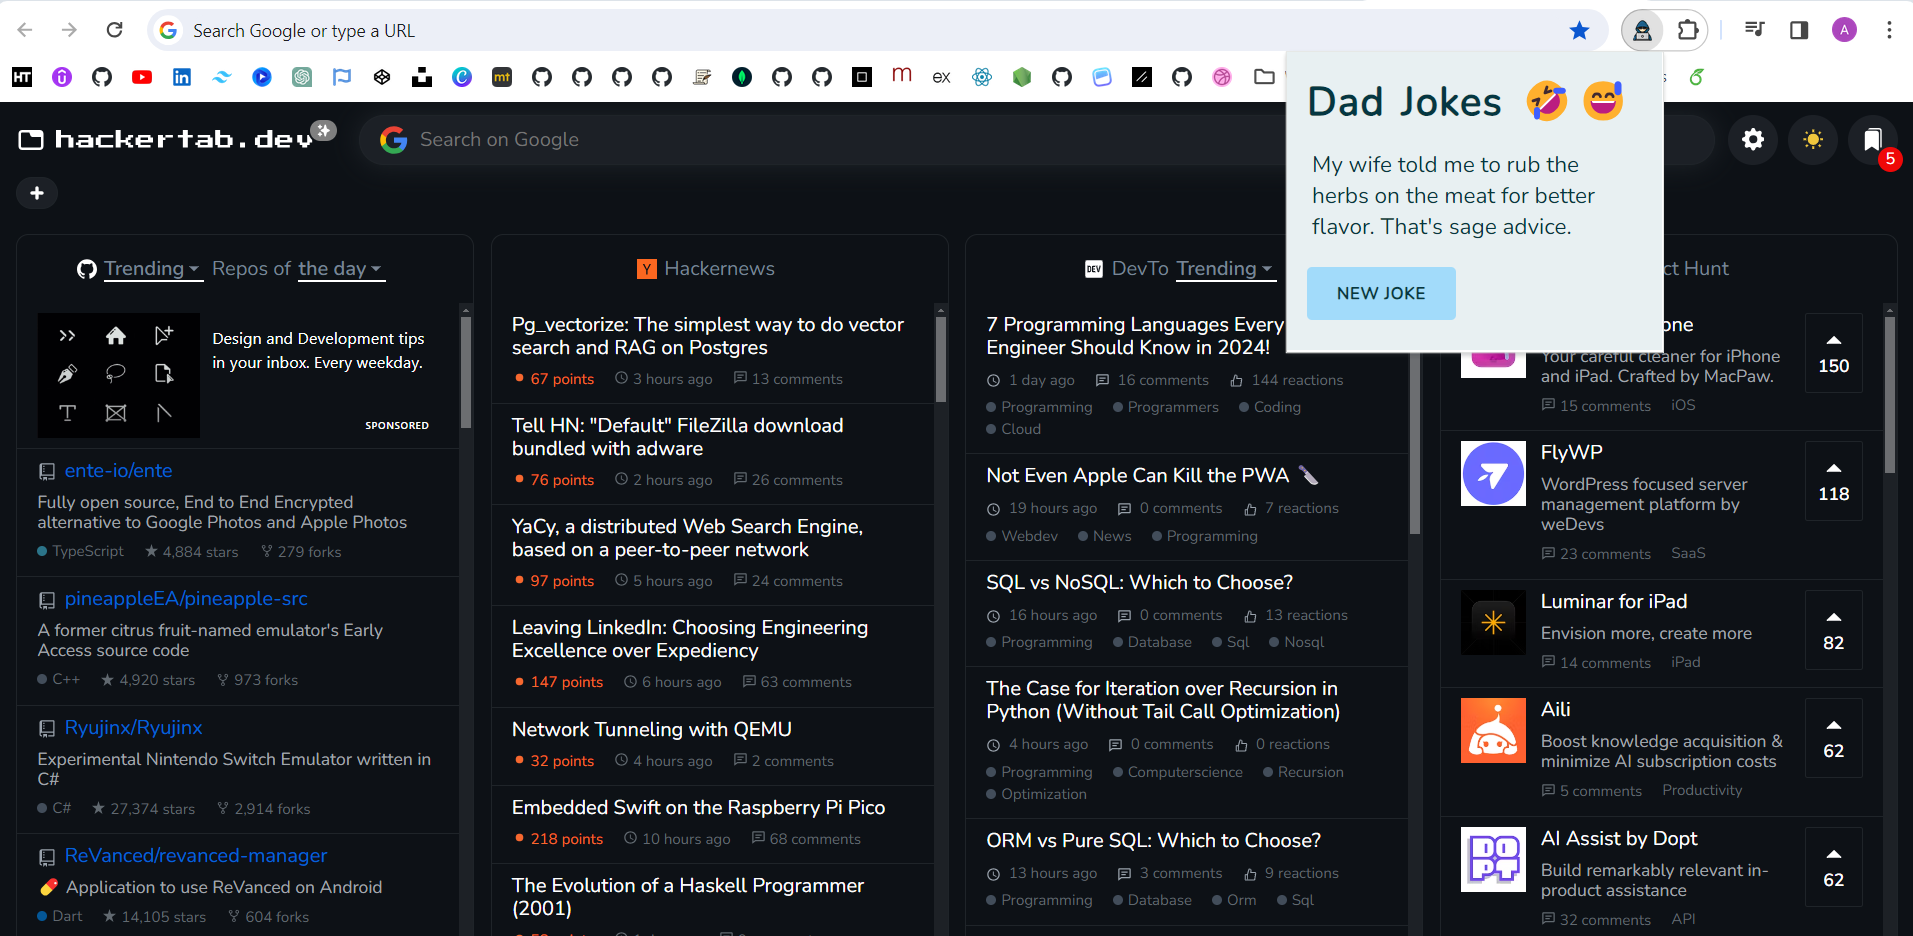 Search Google or type a URL
A
HT
mt
m
ex
hackertab.dev
Search on Google
5
Dad Jokes 🤣 😅
My wife told me to rub the
herbs on the meat for better
flavor. That's sage advice.
NEW JOKE
Trending
Repos of
the day
Design and Development tips
in your inbox. Every weekday.
SPONSORED
ente-io/ente
Fully open source, End to End Encrypted
alternative to Google Photos and Apple Photos
TypeScript 4,884 stars 279 forks
pineappleEA/pineapple-src
A former citrus fruit-named emulator's Early
Access source code
C++ 4,920 stars 973 forks
Ryujinx/Ryujinx
Experimental Nintendo Switch Emulator written in
C#
C# 27,374 stars 2,914 forks
ReVanced/revanced-manager
💊 Application to use ReVanced on Android
Dart 14,105 stars 604 forks
Y Hackernews
Pg_vectorize: The simplest way to do vector
search and RAG on Postgres
67 points 3 hours ago 13 comments
Tell HN: "Default" FileZilla download
bundled with adware
76 points 2 hours ago 26 comments
YaCy, a distributed Web Search Engine,
based on a peer-to-peer network
97 points 5 hours ago 24 comments
Leaving LinkedIn: Choosing Engineering
Excellence over Expediency
147 points 6 hours ago 63 comments
Network Tunneling with QEMU
32 points 4 hours ago 2 comments
Embedded Swift on the Raspberry Pi Pico
218 points 10 hours ago 68 comments
The Evolution of a Haskell Programmer
(2001)
DEV DevTo Trending
7 Programming Languages Every
Engineer Should Know in 2024!
1 day ago 16 comments 144 reactions
Programming Programmers Coding
Cloud
Not Even Apple Can Kill the PWA 🔪
19 hours ago 0 comments 7 reactions
Webdev News Programming
SQL vs NoSQL: Which to Choose?
16 hours ago 0 comments 13 reactions
Programming Database Sql Nosql
The Case for Iteration over Recursion in
Python (Without Tail Call Optimization)
4 hours ago 0 comments 0 reactions
Programming Computerscience Recursion
Optimization
ORM vs Pure SQL: Which to Choose?
13 hours ago 3 comments 9 reactions
Programming Database Orm Sql
ct Hunt
one
Your careful cleaner for iPhone
and iPad. Crafted by MacPaw.
15 comments iOS
150
FlyWP
WordPress focused server
management platform by
weDevs
23 comments SaaS
118
Luminar for iPad
Envision more, create more
14 comments iPad
82
Aili
Boost knowledge acquisition &
minimize AI subscription costs
5 comments Productivity
62
DOPT
AI Assist by Dopt
Build remarkably relevant in-
product assistance
32 comments API
62